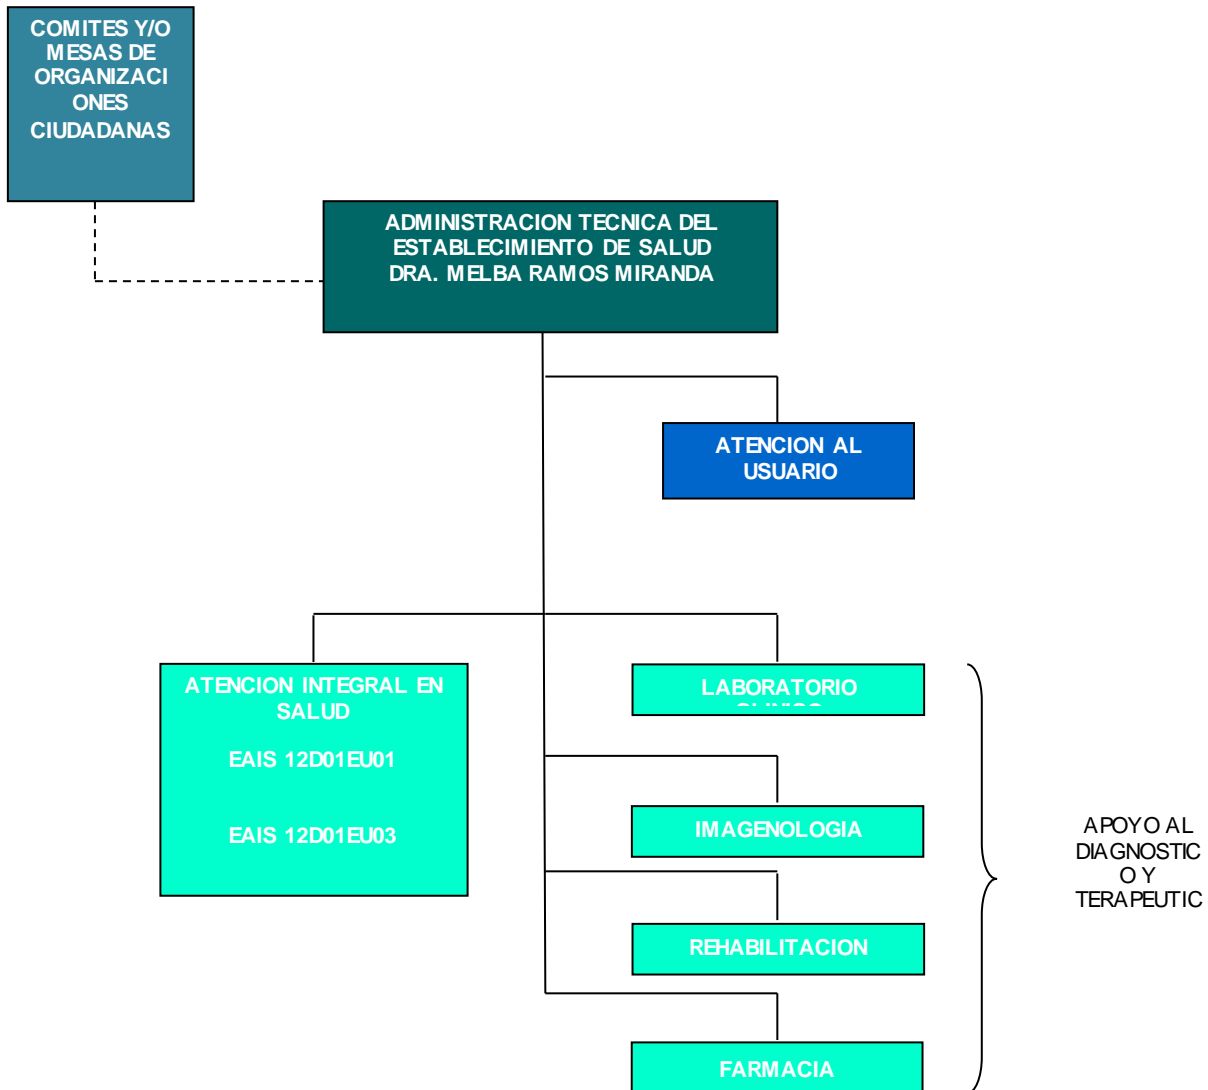 COMITES Y/O
MESAS DE
ORGANIZACI
ONES
CIUDADANAS
ADMINISTRACION TECNICA DEL
ESTABLECIMIENTO DE SALUD
DRA. MELBA RAMOS MIRANDA
ATENCION AL
USUARIO
ATENCION INTEGRAL EN
SALUD
EAIS 12D01EU01
EAIS 12D01EU03
LABORATORIO
IMAGENOLOGIA
REHABILITACION
FARMACIA
APOYO AL
DIAGNOSTIC
O Y
TERAPEUTIC